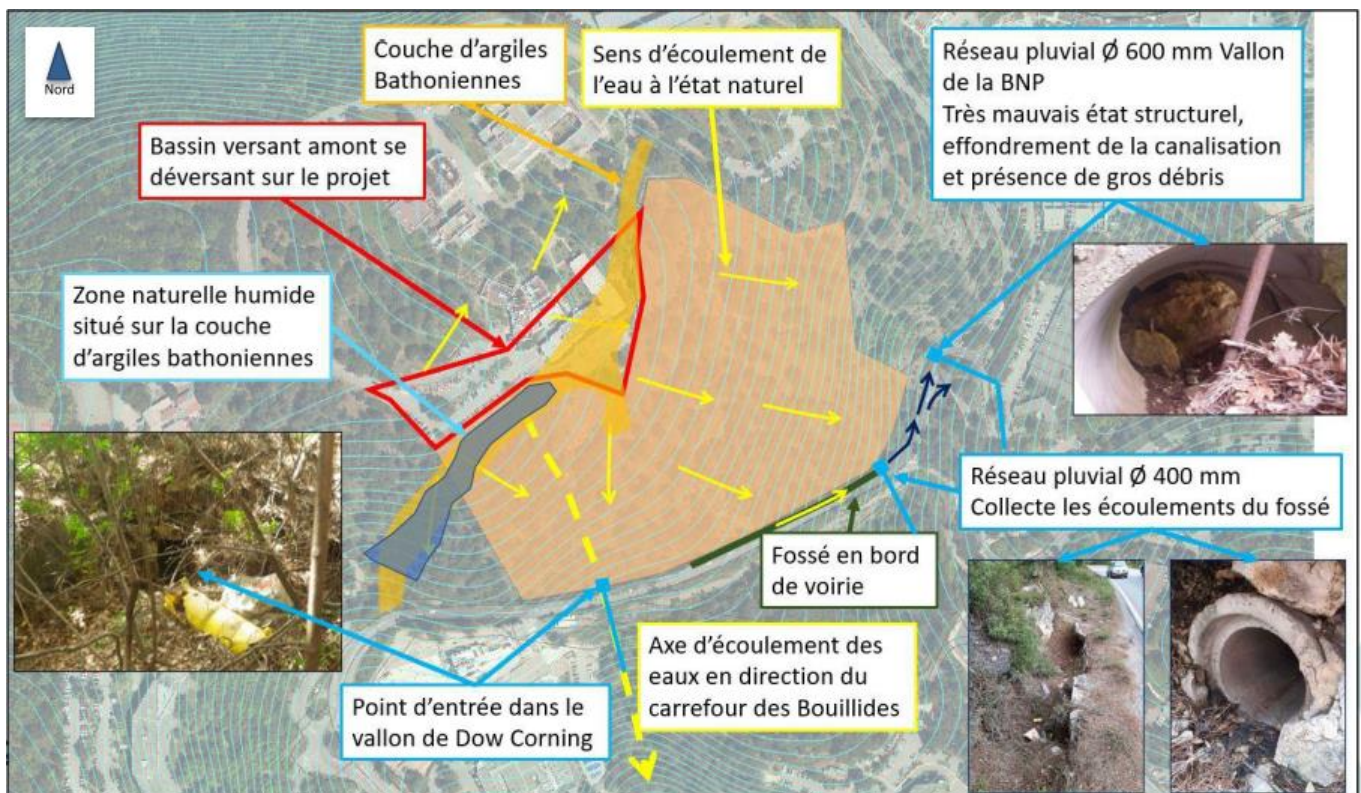 Nord
Couche d'argiles
Bathoniennes
Sens d'écoulement de
l'eau à l'état naturel
Réseau pluvial Ø 600 mm Vallon
de la BNP
Très mauvais état structurel,
effondrement de la canalisation
et présence de gros débris
Bassin versant amont se
déversant sur le projet
Zone naturelle humide
situé sur la couche
d'argiles bathoniennes
Réseau pluvial Ø 400 mm
Collecte les écoulements du fossé
Fossé en bord
de voirie
Axe d'écoulement des
eaux en direction du
carrefour des Bouillides
Point d'entrée dans le
vallon de Dow Corning